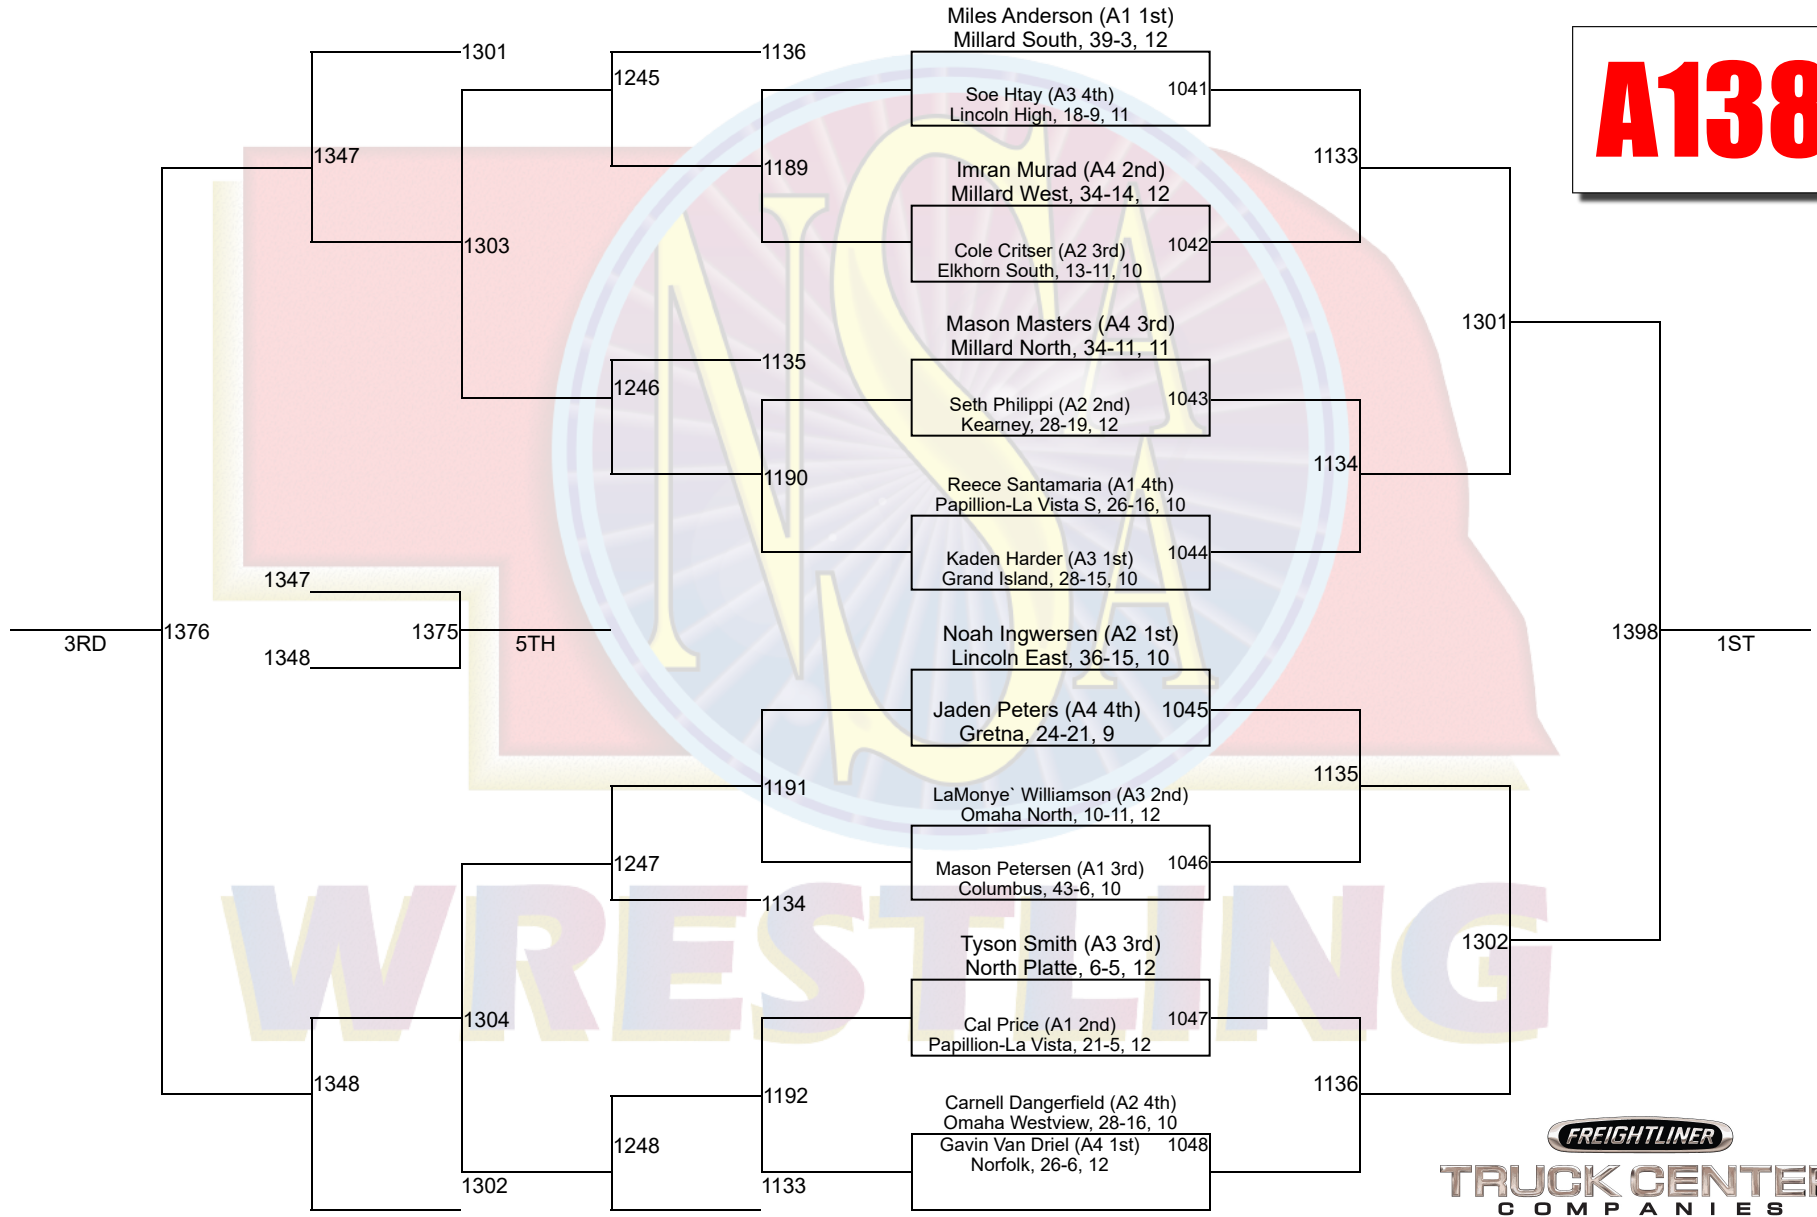 A138
Miles Anderson (A1 1st)
Millard South, 39-3, 12
Soe Htay (A3 4th)
Lincoln High, 18-9, 11
1041
Imran Murad (A4 2nd)
Millard West, 34-14, 12
Cole Critser (A2 3rd)
Elkhorn South, 13-11, 10
1042
Mason Masters (A4 3rd)
Millard North, 34-11, 11
Seth Philippi (A2 2nd)
Kearney, 28-19, 12
1043
Reece Santamaria (A1 4th)
Papillion-La Vista S, 26-16, 10
Kaden Harder (A3 1st)
Grand Island, 28-15, 10
1044
Noah Ingwersen (A2 1st)
Lincoln East, 36-15, 10
Jaden Peters (A4 4th)
Gretna, 24-21, 9
1045
LaMonye` Williamson (A3 2nd)
Omaha North, 10-11, 12
Mason Petersen (A1 3rd)
Columbus, 43-6, 10
1046
Tyson Smith (A3 3rd)
North Platte, 6-5, 12
Cal Price (A1 2nd)
Papillion-La Vista, 21-5, 12
1047
Carnell Dangerfield (A2 4th)
Omaha Westview, 28-16, 10
Gavin Van Driel (A4 1st)
Norfolk, 26-6, 12
1048
1133
1134
1135
1136
1301
1302
1398
1ST
1136
1189
1135
1190
1191
1134
1192
1133
1245
1246
1247
1248
1303
1304
1301
1302
1347
1348
1376
3RD
1347
1348
1375
5TH
NSAA
WRESTLING
FREIGHTLINER
TRUCK CENTER
COMPANIES